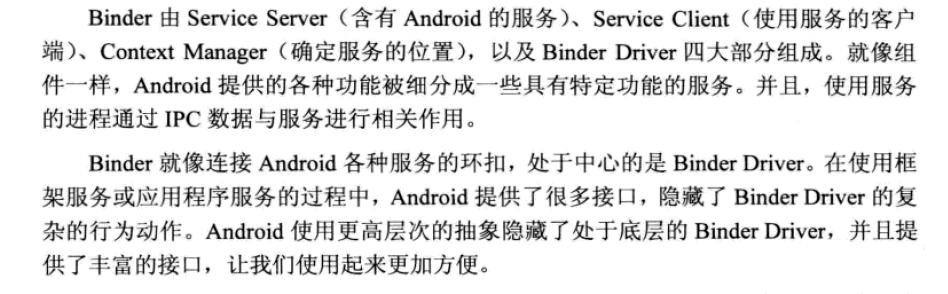 Binder 由 Service Server（含有 Android 的服务）、Service Client（使用服务的客户
端）、Context Manager（确定服务的位置），以及 Binder Driver 四大部分组成。就像组
件一样，Android 提供的各种功能被细分成一些具有特定功能的服务。并且，使用服务
的进程通过 IPC 数据与服务进行相关作用。
Binder 就像连接 Android 各种服务的环扣，处于中心的是 Binder Driver。在使用框
架服务或应用程序服务的过程中，Android 提供了很多接口，隐藏了 Binder Driver 的复
杂的行为动作。Android 使用更高层次的抽象隐藏了处于底层的 Binder Driver，并且提
供了丰富的接口，让我们使用起来更加方便。